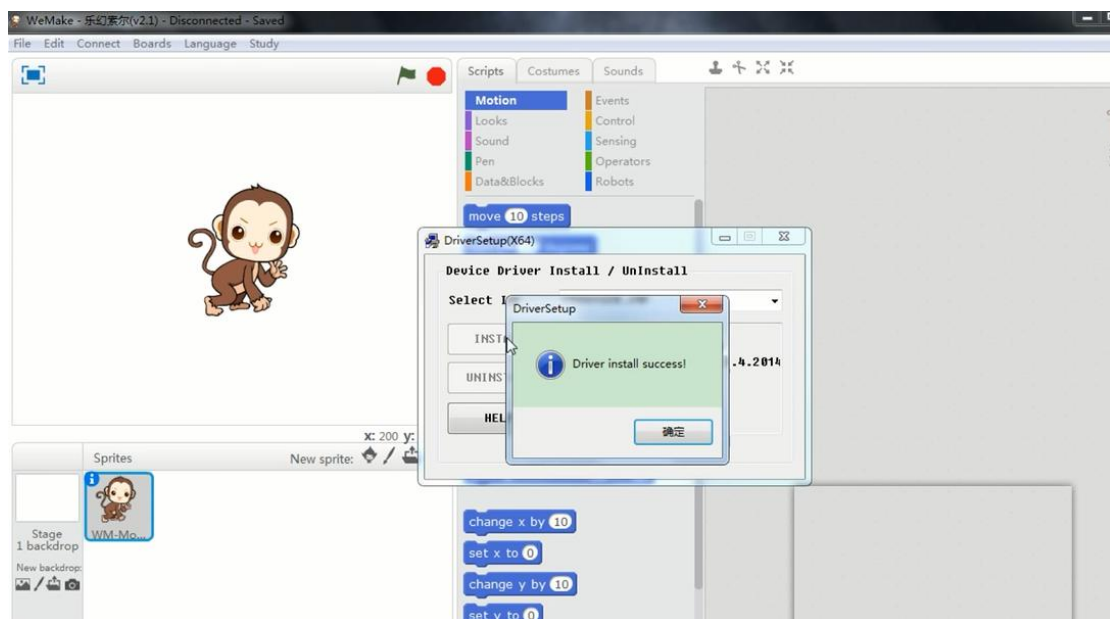 WeMake - 乐幻索尔(v2.1) - Disconnected - Saved
File Edit Connect Boards Language Study
Scripts Costumes Sounds
Motion Events
Looks Control
Sound Sensing
Pen Operators
Data&Blocks Robots
move 10 steps
DriverSetup(X64)
Device Driver Install / UnInstall
Select I
DriverSetup
INST
Driver install success!
.4.2014
UNINS
HEL
确定
x: 200 y:
Sprites New sprite:
Stage
1 backdrop
WM-Mo...
New backdrop:
change x by 10
set x to 0
change y by 10
set y to 0